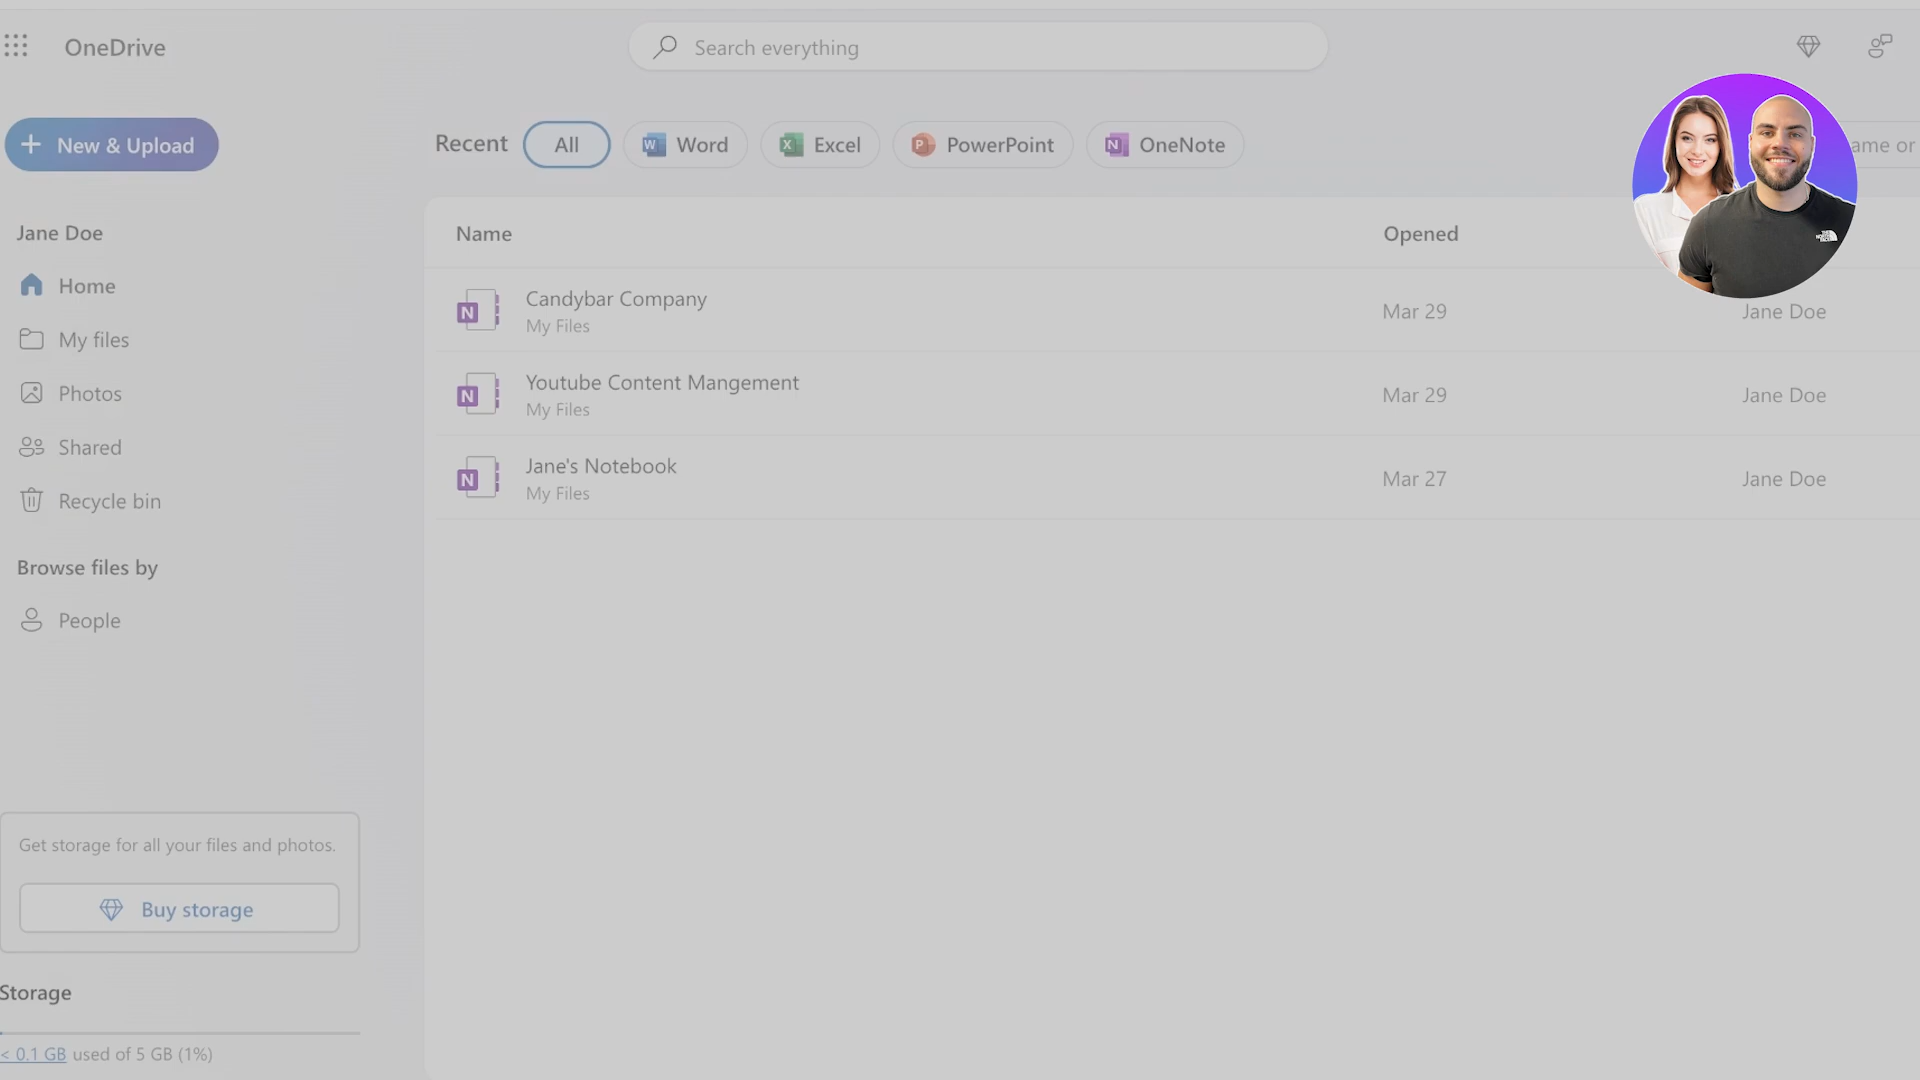 OneDrive
Search everything
New & Upload
Recent
All
Word
Excel
PowerPoint
OneNote
ame or
Jane Doe
Home
My files
Photos
Shared
Recycle bin
Browse files by
People
Name
Opened
Candybar Company
My Files
Mar 29
Jane Doe
Youtube Content Mangement
My Files
Mar 29
Jane Doe
Jane's Notebook
My Files
Mar 27
Jane Doe
Get storage for all your files and photos.
Buy storage
Storage
< 0.1 GB used of 5 GB (1%)